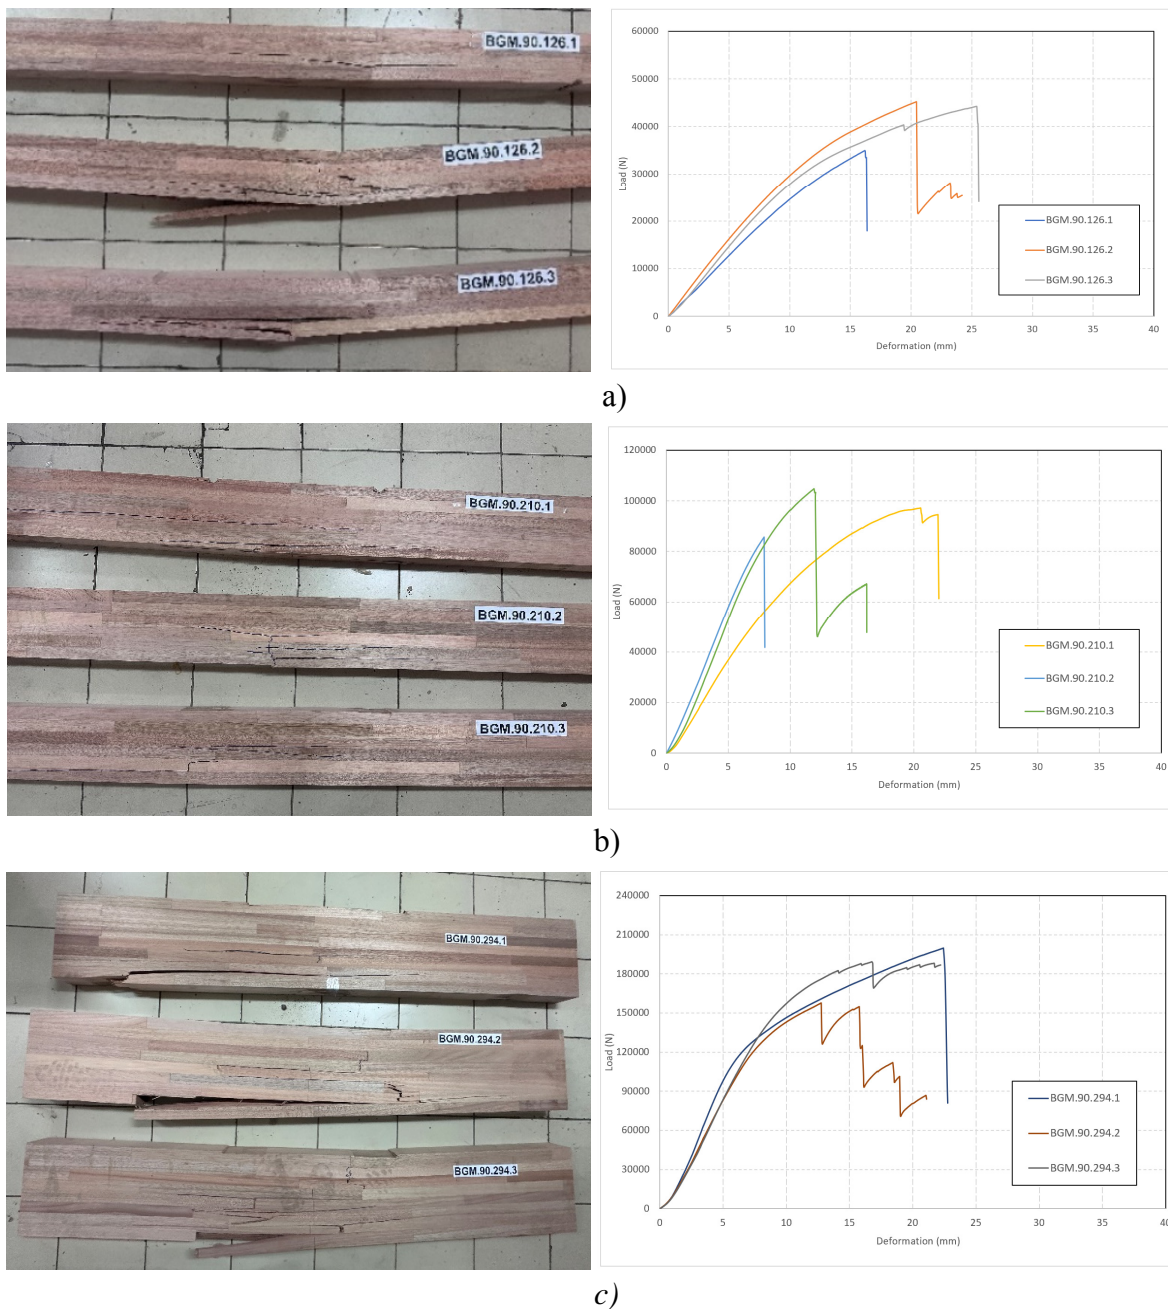 BGM.90.126.1
BGM.90.126.2
BGM.90.126.3
60000
50000
40000
30000
20000
10000
0
Load (N)
0 5 10 15 20 25 30 35 40
Deformation (mm)
BGM.90.126.1
BGM.90.126.2
BGM.90.126.3
a)
BGM.90.210.1
BGM.90.210.2
BGM.90.210.3
120000
100000
80000
60000
40000
20000
0
Load (N)
0 5 10 15 20 25 30 35 40
Deformation (mm)
BGM.90.210.1
BGM.90.210.2
BGM.90.210.3
b)
BGM.90.294.1
BGM.90.294.2
BGM.90.294.3
240000
210000
180000
150000
120000
90000
60000
30000
0
Load (N)
0 5 10 15 20 25 30 35 40
Deformation (mm)
BGM.90.294.1
BGM.90.294.2
BGM.90.294.3
c)